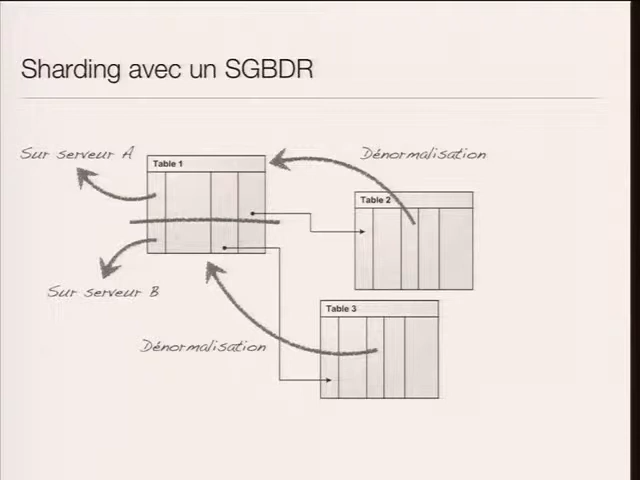 Sharding avec un SGBDR
Sur serveur A
Table 1
Dénormalisation
Table 2
Sur serveur B
Table 3
Dénormalisation